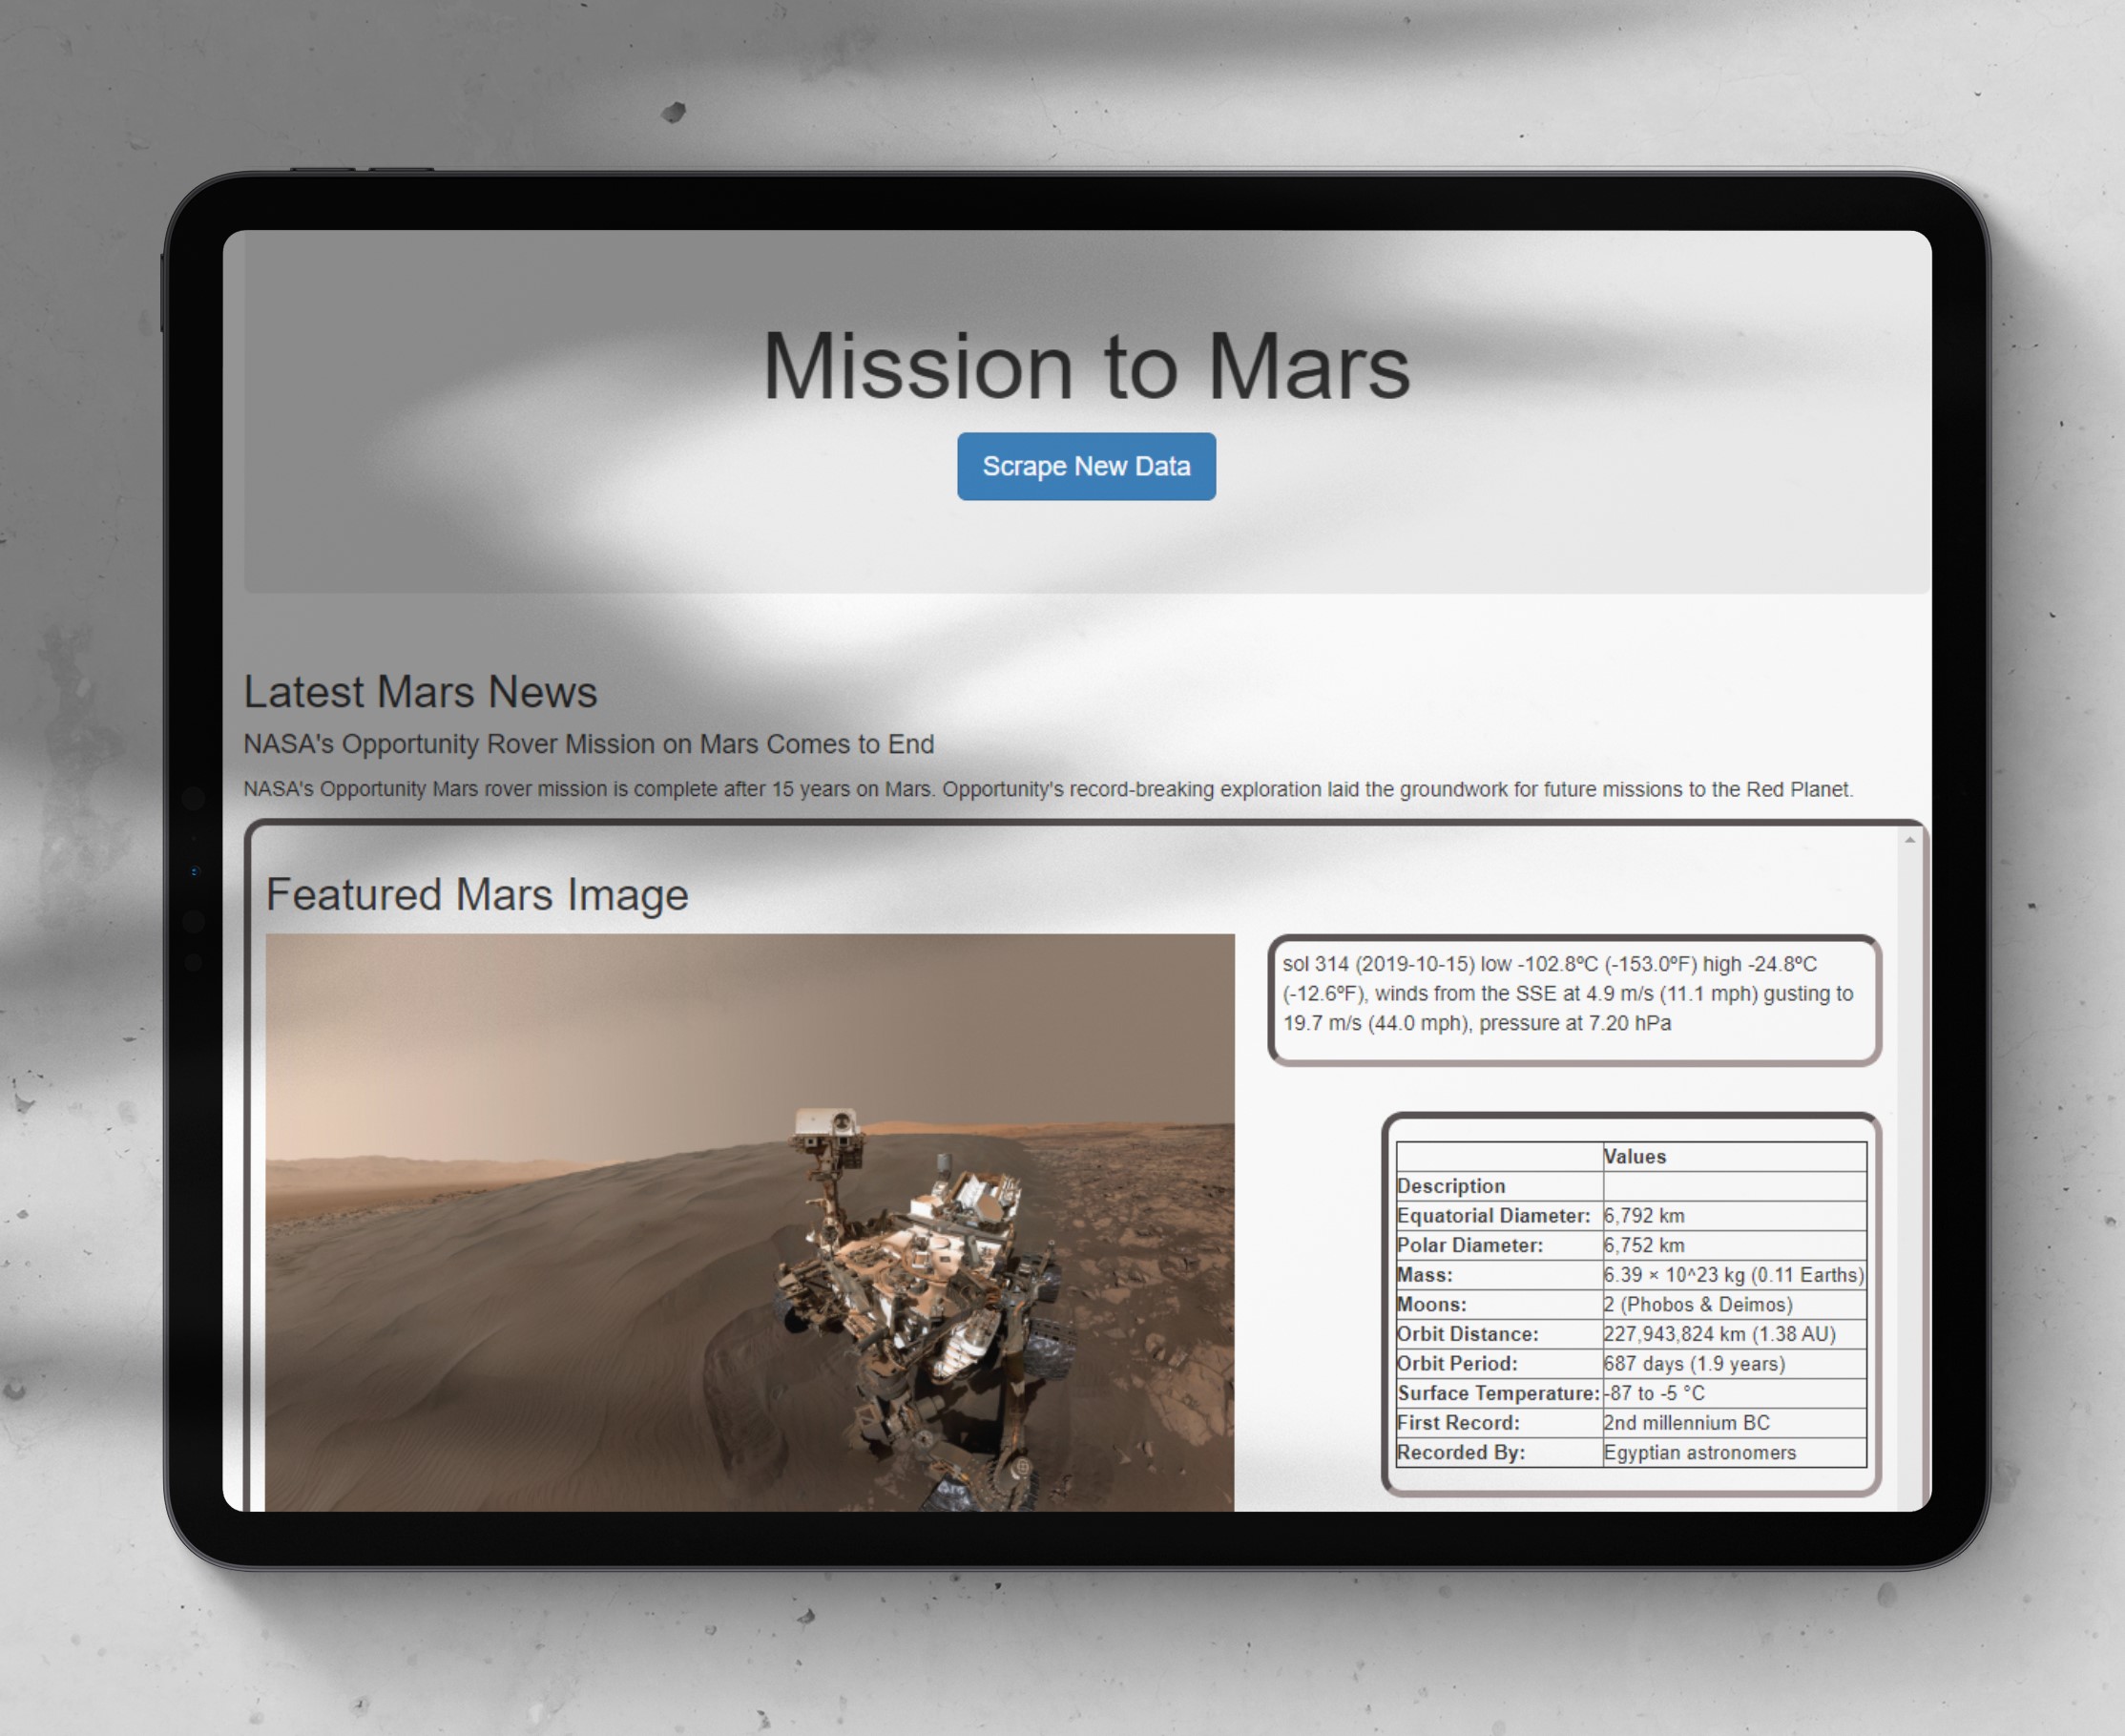 Mission to Mars
Scrape New Data
Latest Mars News
NASA's Opportunity Rover Mission on Mars Comes to End
NASA's Opportunity Mars rover mission is complete after 15 years on Mars. Opportunity's record-breaking exploration laid the groundwork for future missions to the Red Planet.
Featured Mars Image
sol 314 (2019-10-15) low -102.8ºC (-153.0ºF) high -24.8ºC
(-12.6ºF), winds from the SSE at 4.9 m/s (11.1 mph) gusting to
19.7 m/s (44.0 mph), pressure at 7.20 hPa
Values
Description
Equatorial Diameter: 6,792 km
Polar Diameter: 6,752 km
Mass: 6.39 × 10^23 kg (0.11 Earths)
Moons: 2 (Phobos & Deimos)
Orbit Distance: 227,943,824 km (1.38 AU)
Orbit Period: 687 days (1.9 years)
Surface Temperature: -87 to -5 °C
First Record: 2nd millennium BC
Recorded By: Egyptian astronomers